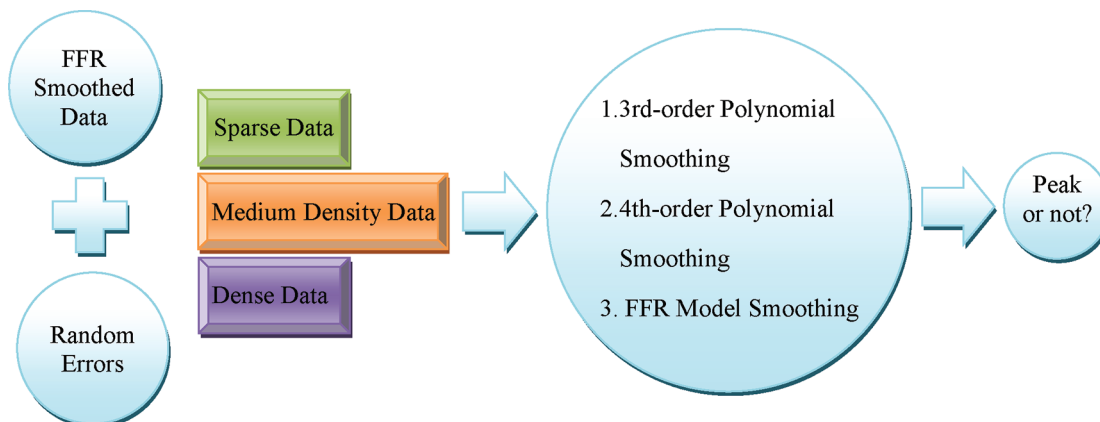 FFR
Smoothed
Data
Random
Errors
Sparse Data
Medium Density Data
Dense Data
1.3rd-order Polynomial
Smoothing
2.4th-order Polynomial
Smoothing
3. FFR Model Smoothing
Peak
or not?